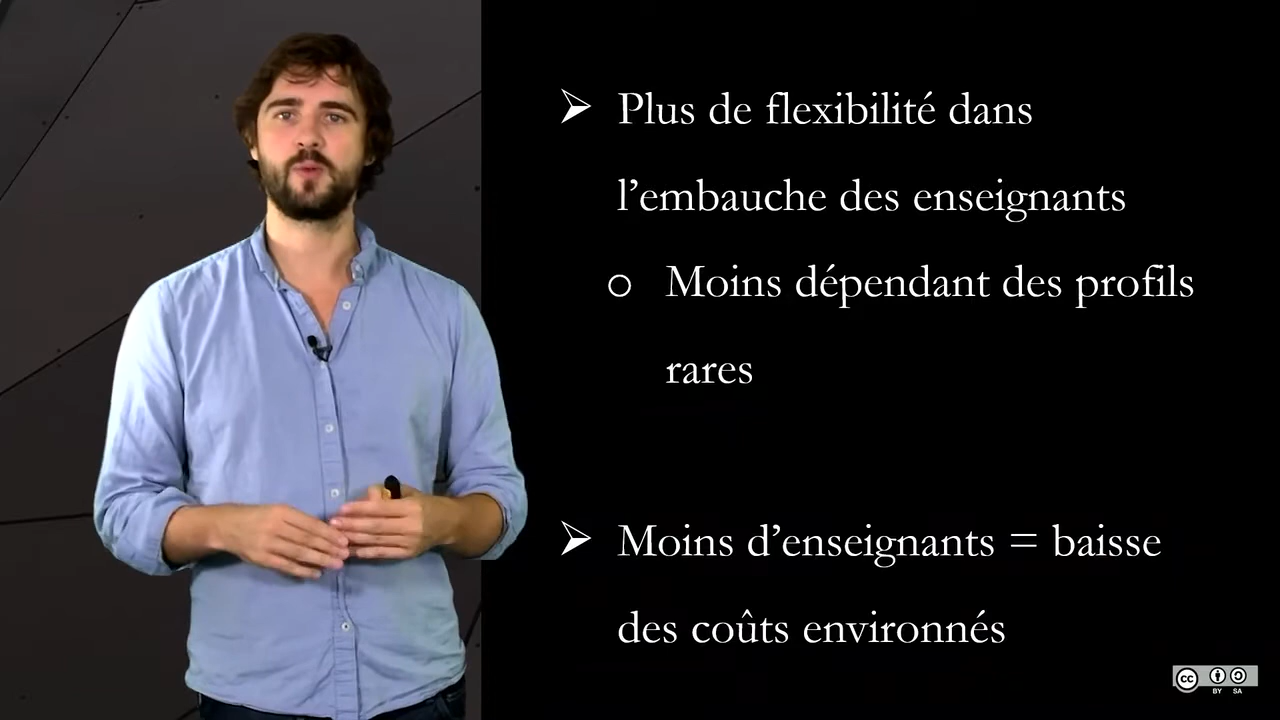 Plus de flexibilité dans
l’embauche des enseignants
Moins dépendant des profils
rares
Moins d’enseignants = baisse
des coûts environnés
cc
BY SA